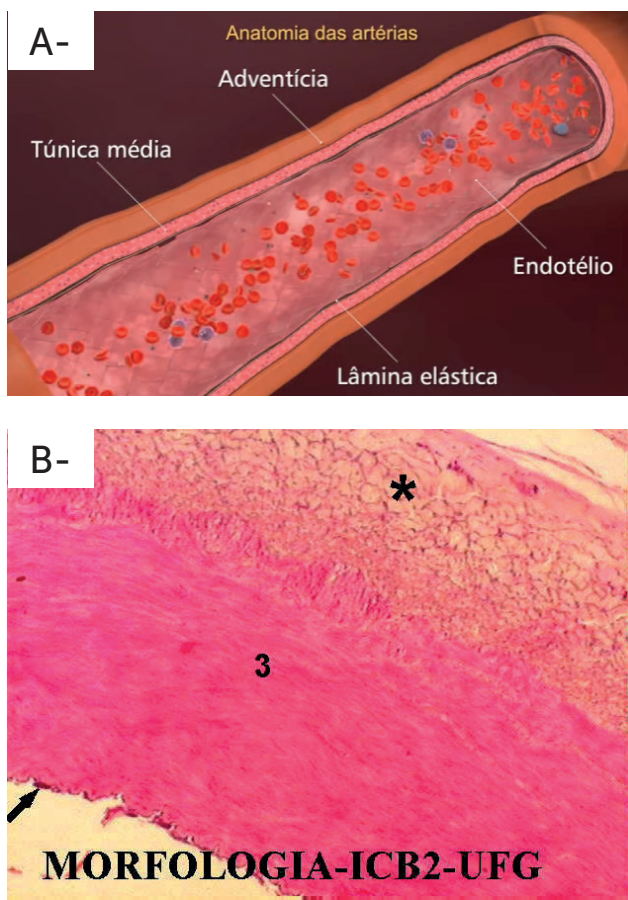 A-
Anatomia das artérias
Adventícia
Túnica média
Endotélio
Lâmina elástica
B-
*
3
MORFOLOGIA-ICB2-UFG